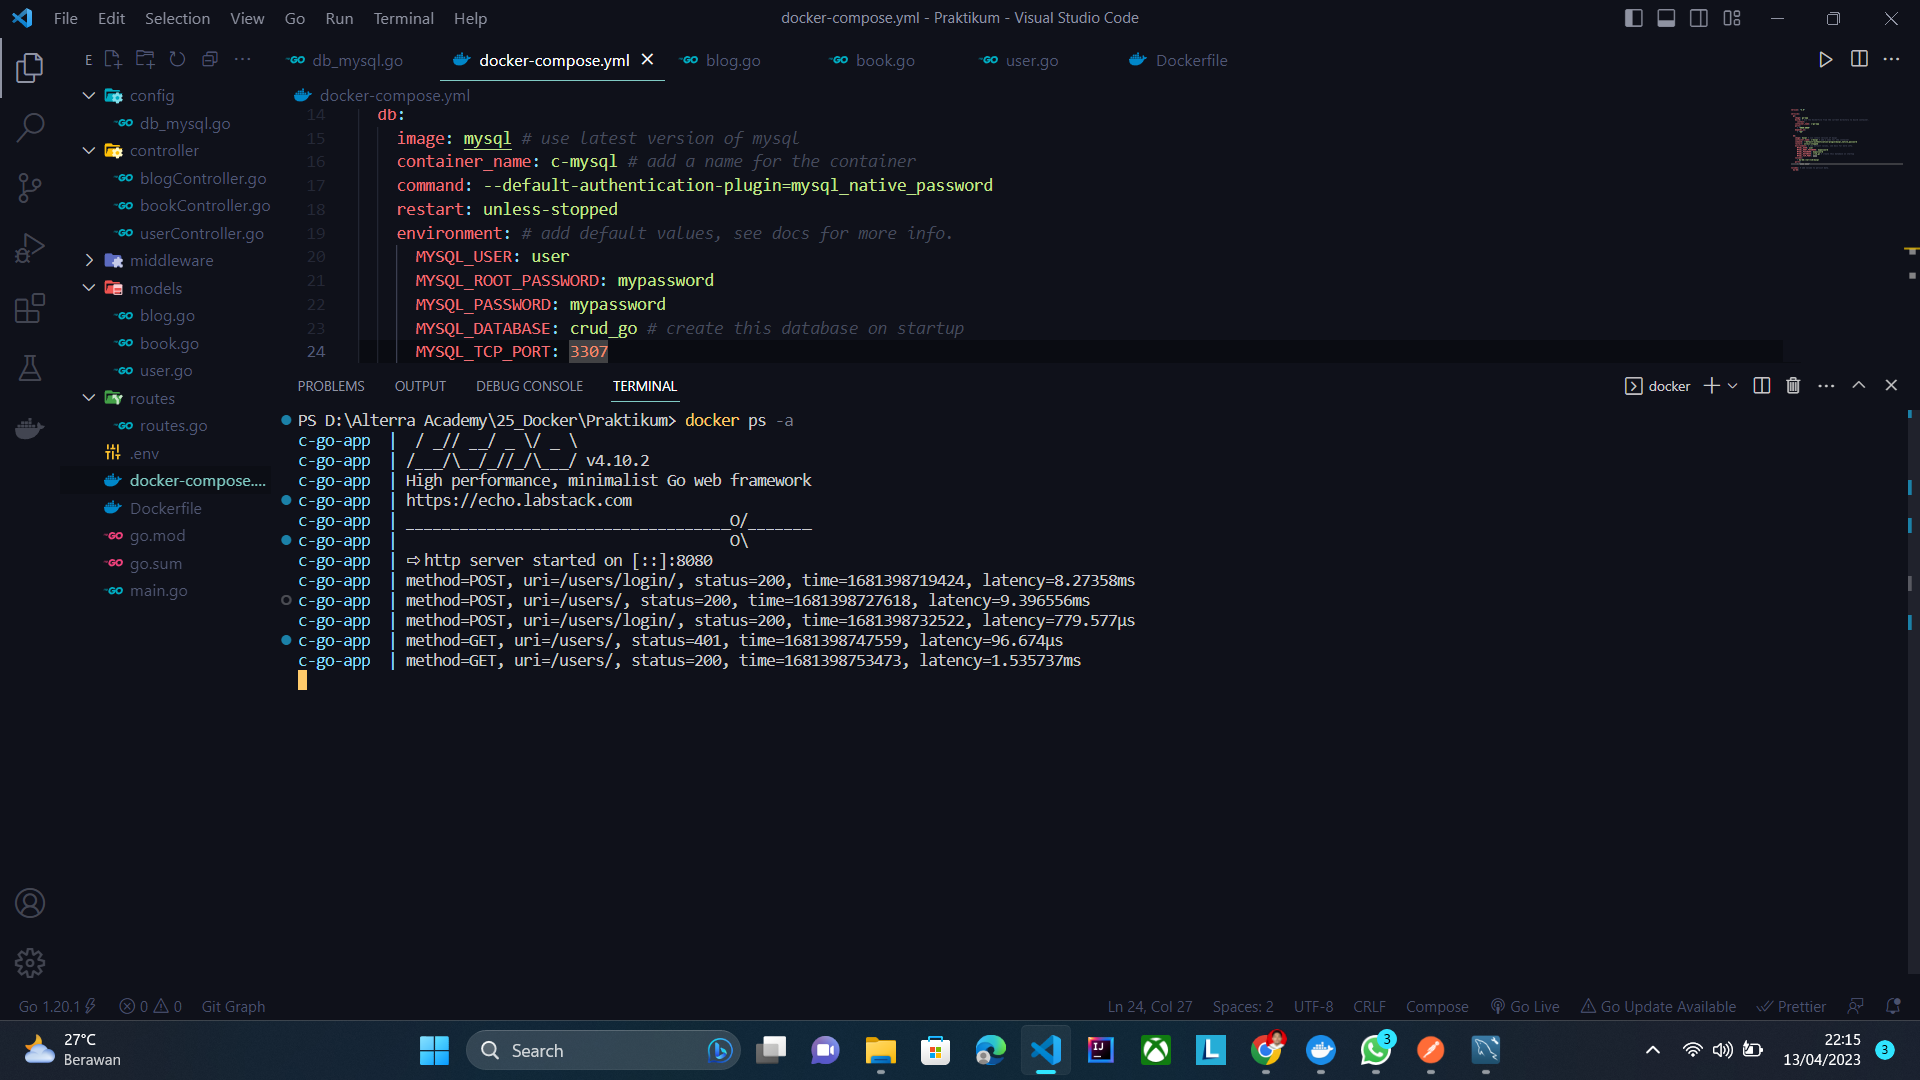 File Edit Selection View Go Run Terminal Help
docker-compose.yml - Praktikum - Visual Studio Code
E
db_mysql.go docker-compose.yml blog.go book.go user.go Dockerfile
docker-compose.yml
config
db_mysql.go
controller
blogController.go
bookController.go
userController.go
middleware
models
blog.go
book.go
user.go
routes
routes.go
.env
docker-compose....
Dockerfile
go.mod
go.sum
main.go
14 db:
15 image: mysql # use latest version of mysql
16 container_name: c-mysql # add a name for the container
17 command: --default-authentication-plugin=mysql_native_password
18 restart: unless-stopped
19 environment: # add default values, see docs for more info.
20 MYSQL_USER: user
21 MYSQL_ROOT_PASSWORD: mypassword
22 MYSQL_PASSWORD: mypassword
23 MYSQL_DATABASE: crud_go # create this database on startup
24 MYSQL_TCP_PORT: 3307
PROBLEMS OUTPUT DEBUG CONSOLE TERMINAL
docker
PS D:\Alterra Academy\25_Docker\Praktikum> docker ps -a
c-go-app | / _// __/ _ \/ _ \
c-go-app | /___/\__/_//_/\___/ v4.10.2
c-go-app | High performance, minimalist Go web framework
c-go-app | https://echo.labstack.com
c-go-app | ____________________________________O/_______
c-go-app | O\
c-go-app | ⇨ http server started on [::]:8080
c-go-app | method=POST, uri=/users/login/, status=200, time=1681398719424, latency=8.27358ms
c-go-app | method=POST, uri=/users/, status=200, time=1681398727618, latency=9.396556ms
c-go-app | method=POST, uri=/users/login/, status=200, time=1681398732522, latency=779.577µs
c-go-app | method=GET, uri=/users/, status=401, time=1681398747559, latency=96.674µs
c-go-app | method=GET, uri=/users/, status=200, time=1681398753473, latency=1.535737ms
Go 1.20.1 0 0 Git Graph
Ln 24, Col 27 Spaces: 2 UTF-8 CRLF Compose Go Live Go Update Available Prettier
27°C
Berawan
Search
IJ
L
3
22:15
13/04/2023
3